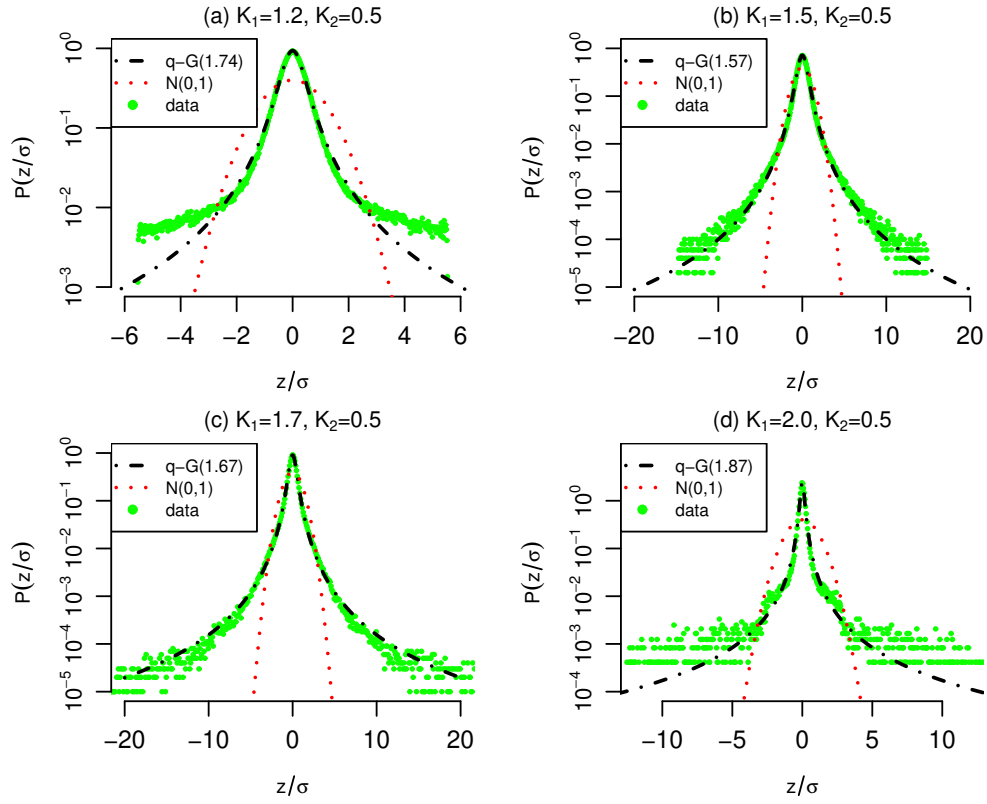 (a) K₁=1.2, K₂=0.5
q−G(1.74)
N(0,1)
data
P(z/σ)
10⁰
10⁻¹
10⁻²
10⁻³
−6 −4 −2 0 2 4 6
z/σ
(b) K₁=1.5, K₂=0.5
q−G(1.57)
N(0,1)
data
P(z/σ)
10⁰
10⁻¹
10⁻²
10⁻³
10⁻⁴
10⁻⁵
−20 −10 0 10 20
z/σ
(c) K₁=1.7, K₂=0.5
q−G(1.67)
N(0,1)
data
P(z/σ)
10⁰
10⁻¹
10⁻²
10⁻³
10⁻⁴
10⁻⁵
−20 −10 0 10 20
z/σ
(d) K₁=2.0, K₂=0.5
q−G(1.87)
N(0,1)
data
P(z/σ)
10⁰
10⁻¹
10⁻²
10⁻³
10⁻⁴
−10 −5 0 5 10
z/σ